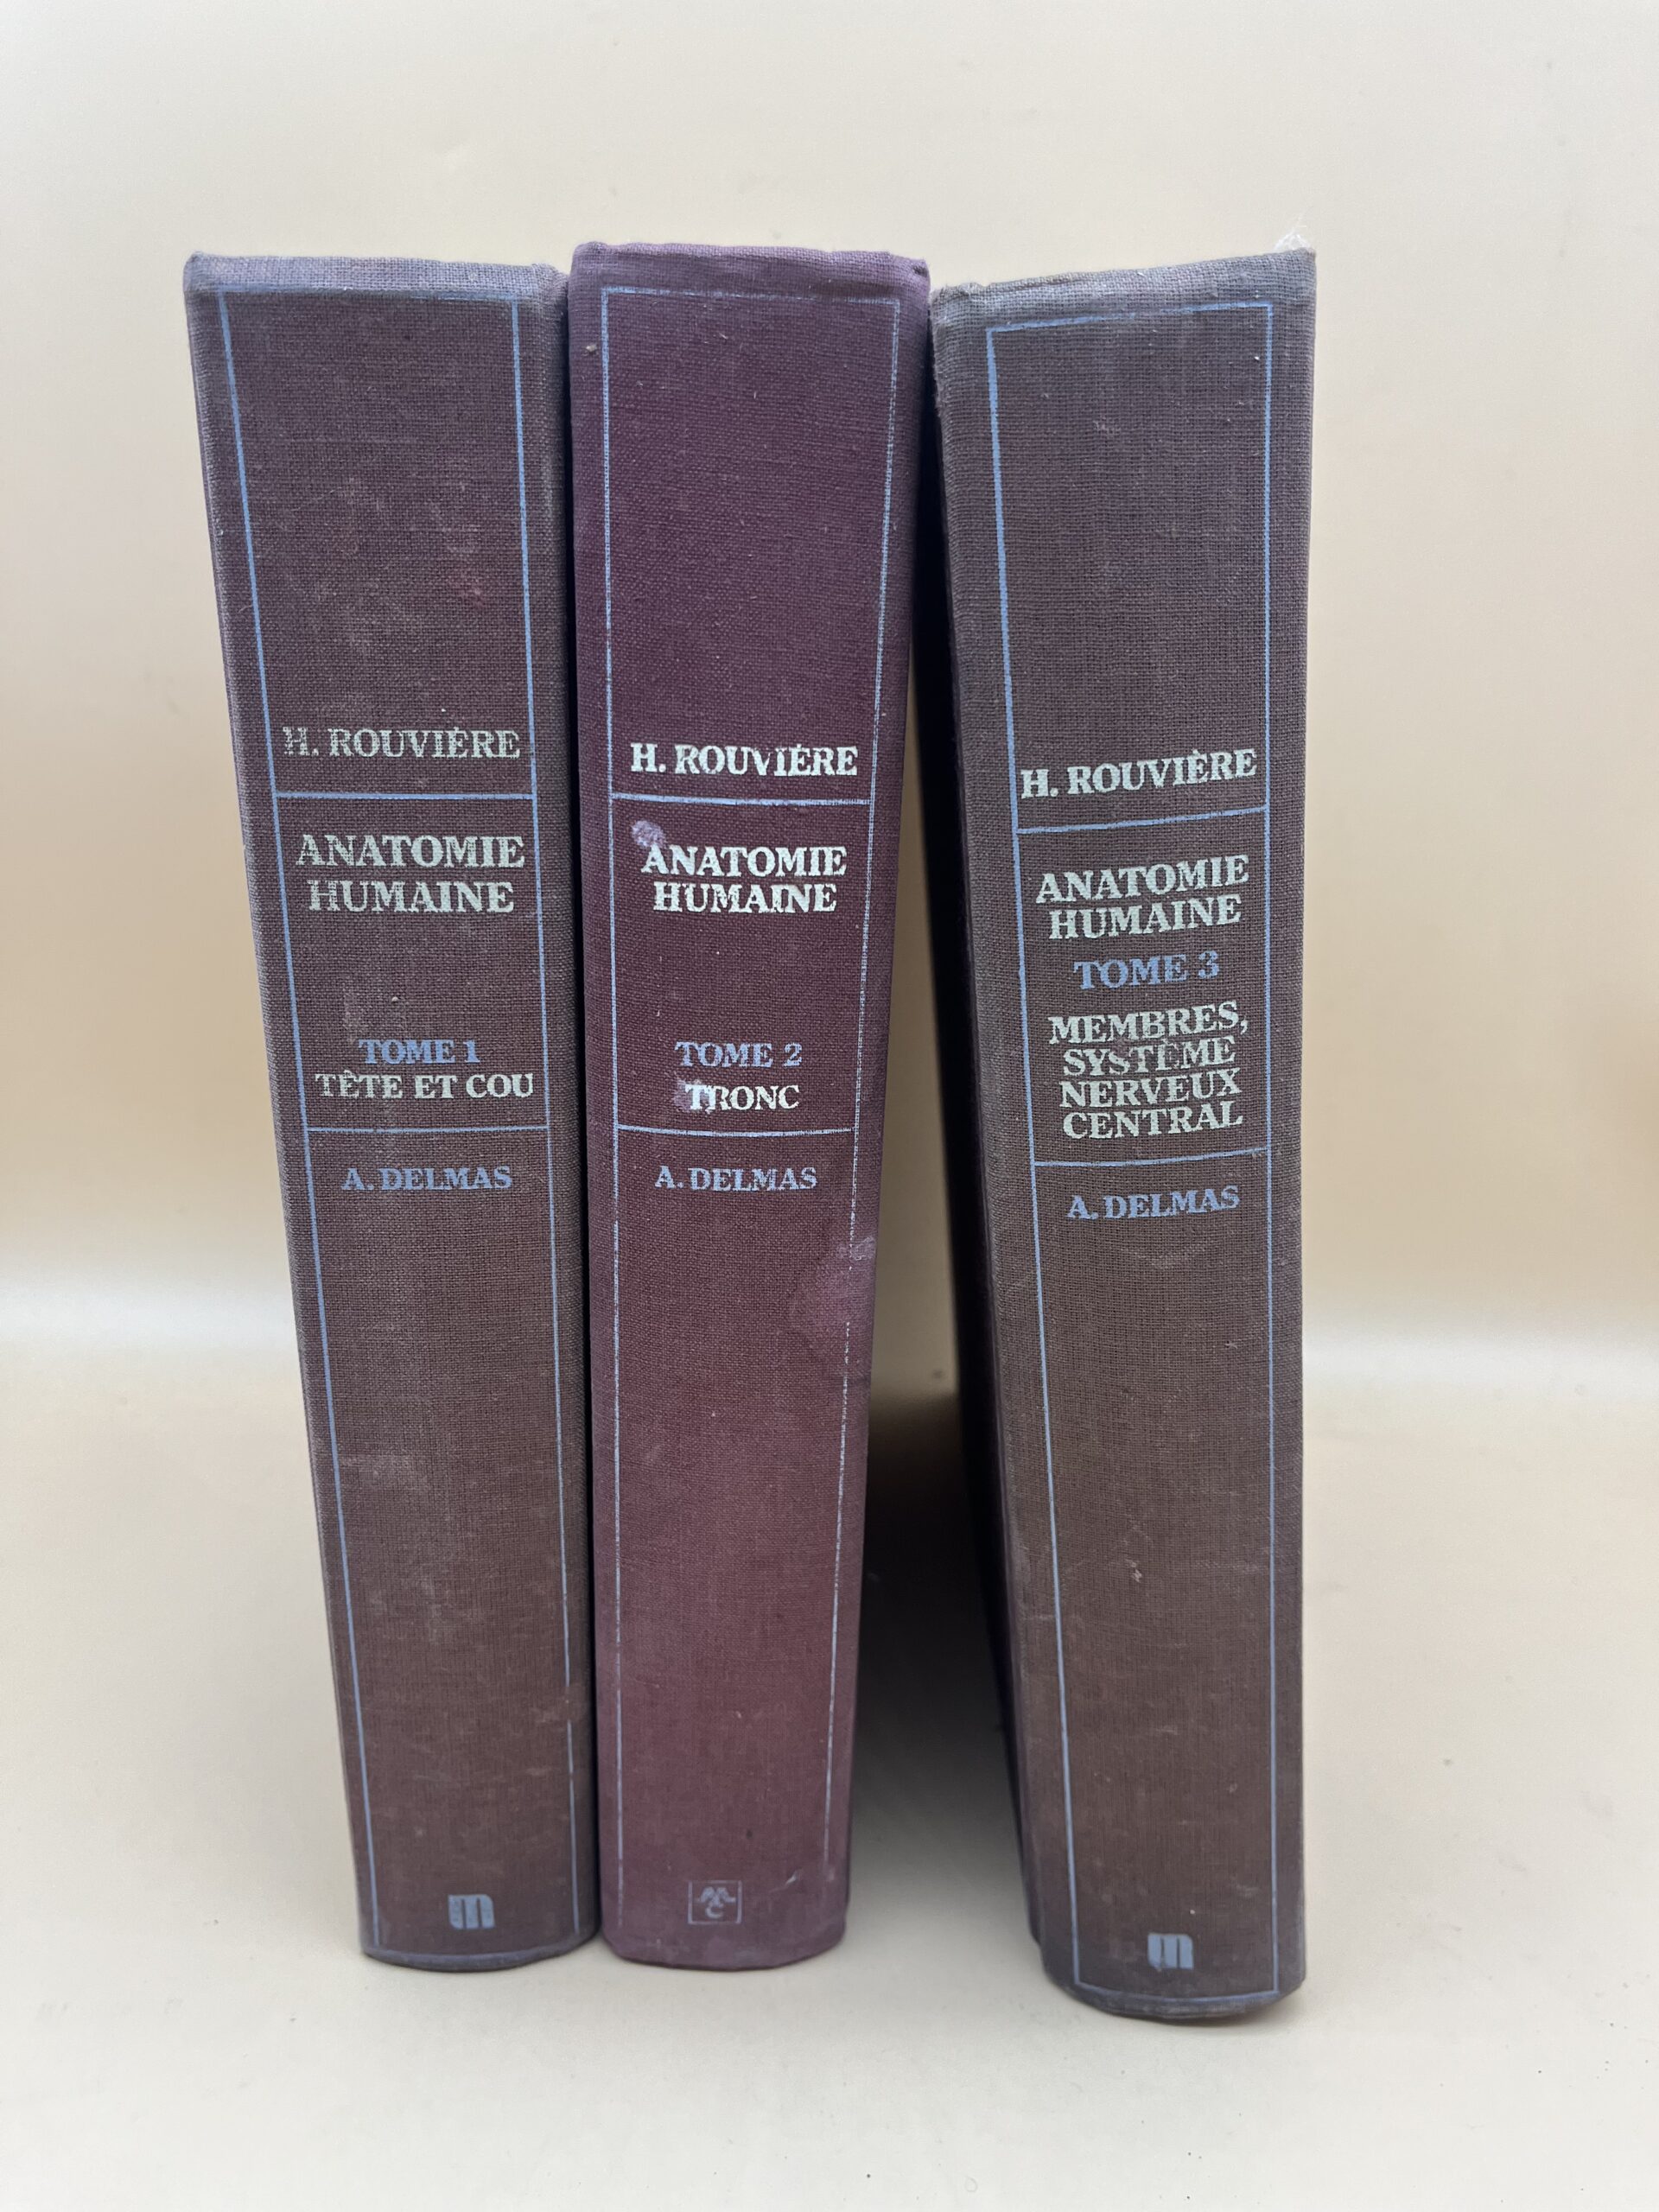 H. ROUVIÈRE
ANATOMIE
HUMAINE
TOME 1
TÊTE ET COU
A. DELMAS
m
H. ROUVIÈRE
ANATOMIE
HUMAINE
TOME 2
TRONC
A. DELMAS
M
C
H. ROUVIÈRE
ANATOMIE
HUMAINE
TOME 3
MEMBRES,
SYSTÈME
NERVEUX
CENTRAL
A. DELMAS
m